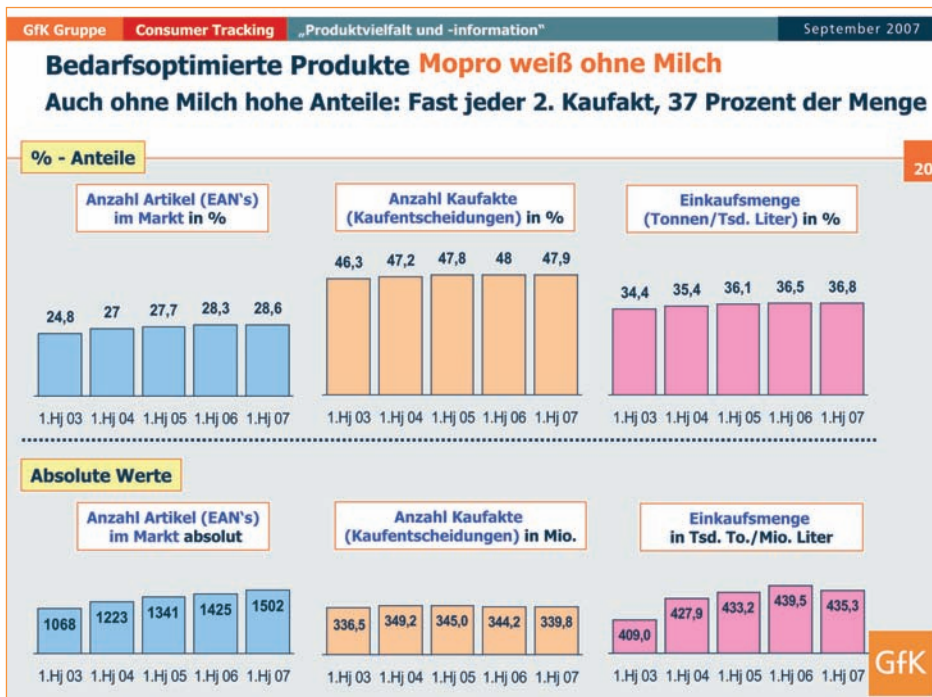 GfK Gruppe Consumer Tracking „Produktvielfalt und -information“ September 2007
Bedarfsoptimierte Produkte Mopro weiß ohne Milch
Auch ohne Milch hohe Anteile: Fast jeder 2. Kaufakt, 37 Prozent der Menge
20
% - Anteile
Anzahl Artikel (EAN's)
im Markt in %
24,8 27 27,7 28,3 28,6
1.Hj 03 1.Hj 04 1.Hj 05 1.Hj 06 1.Hj 07
Anzahl Kaufakte
(Kaufentscheidungen) in %
46,3 47,2 47,8 48 47,9
1.Hj 03 1.Hj 04 1.Hj 05 1.Hj 06 1.Hj 07
Einkaufsmenge
(Tonnen/Tsd. Liter) in %
34,4 35,4 36,1 36,5 36,8
1.Hj 03 1.Hj 04 1.Hj 05 1.Hj 06 1.Hj 07
Absolute Werte
Anzahl Artikel (EAN's)
im Markt absolut
1068 1223 1341 1425 1502
1.Hj 03 1.Hj 04 1.Hj 05 1.Hj 06 1.Hj 07
Anzahl Kaufakte
(Kaufentscheidungen) in Mio.
336,5 349,2 345,0 344,2 339,8
1.Hj 03 1.Hj 04 1.Hj 05 1.Hj 06 1.Hj 07
Einkaufsmenge
in Tsd. To./Mio. Liter
409,0 427,9 433,2 439,5 435,3
1.Hj 03 1.Hj 04 1.Hj 05 1.Hj 06 1.Hj 07
GfK